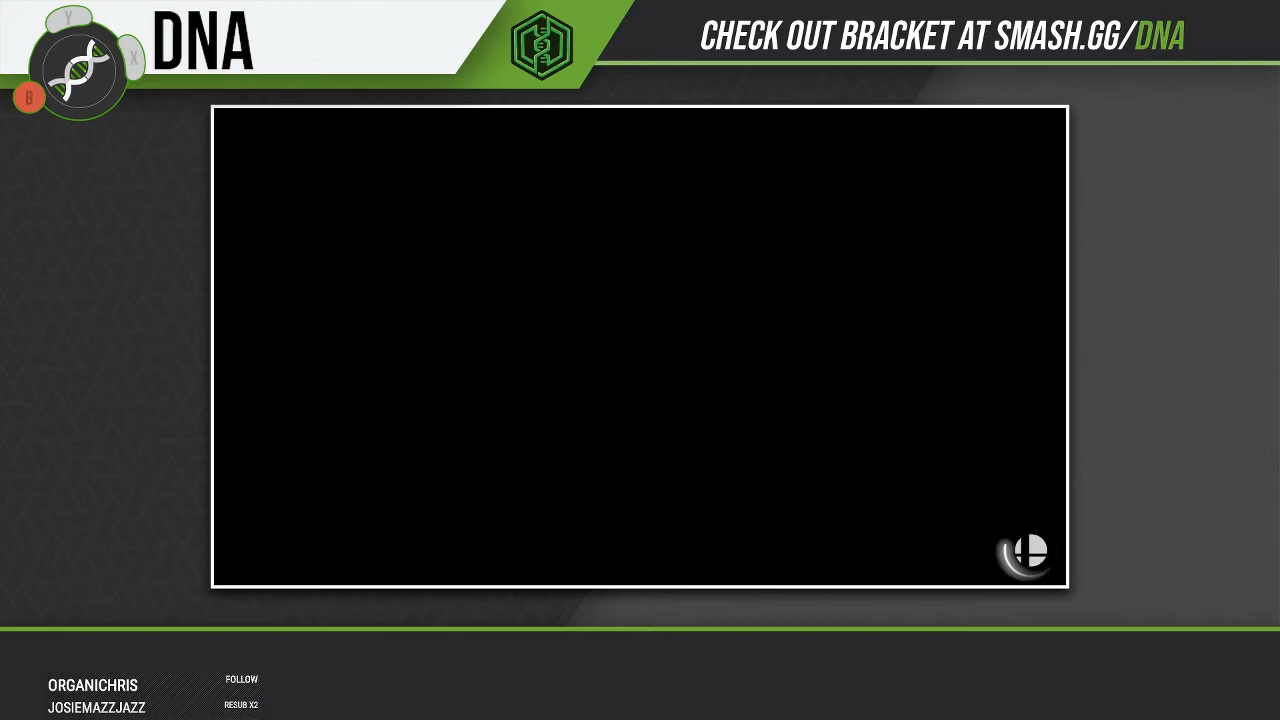 Y
X
B
DNA
CHECK OUT BRACKET AT SMASH.GG/DNA
ORGANICHRIS FOLLOW
JOSIEMAZZJAZZ RESUB X2